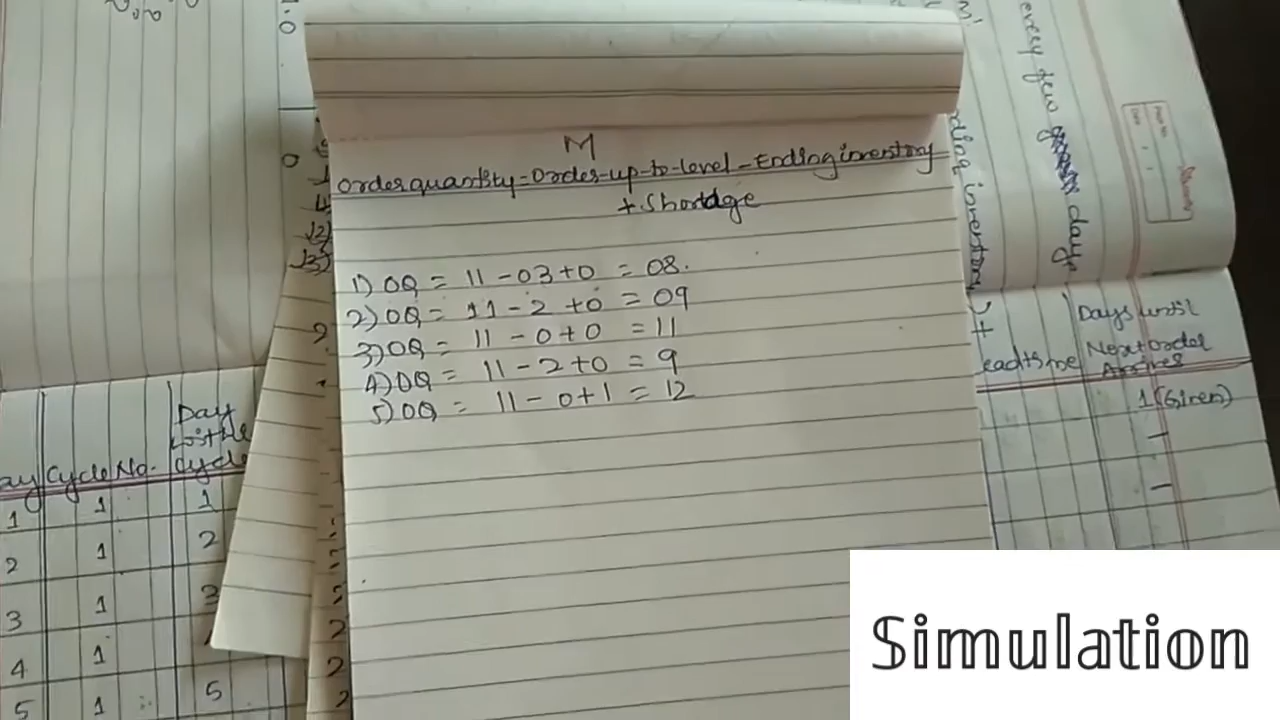 M
Order quantity = Order-up-to-level - Ending inventory
+ Shortage
1) OQ = 11 - 03 + 0 = 08.
2) OQ = 11 - 2 + 0 = 09
3) OQ = 11 - 0 + 0 = 11
4) OQ = 11 - 2 + 0 = 9
5) OQ = 11 - 0 + 1 = 12
Cycle No.
Day
cycle
1 1 1
2 1 2
3 1 3
4 1
5 1 5
every few days
inventory
Days until
Next order
Arrives
1 (Given)
-
-
Simulation